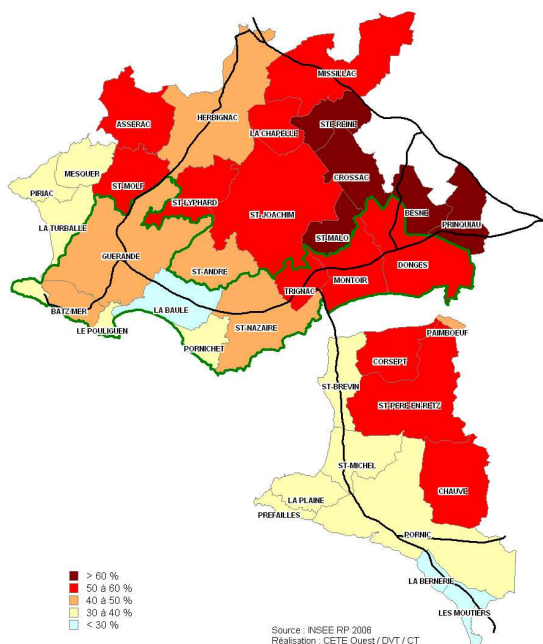 MISSILLAC
ASSERAC
HERBIGNAC
STE-REINE
LA CHAPELLE
MESQUER
ST-MOLF
CROSSAG
PIRIAC
ST-LYPHARD
BESNE
ST-JOACHIM
PRINQUIAU
LA TURBALLE
ST-MALO
GUERANDE
ST-ANDRE
DONGES
MONTOIR
TRIGNAC
LA BAULE
BATZ/MER
LE POULIGUEN
ST-NAZAIRE
PAIMBOEUF
PORNICHET
CORSEPT
ST-BREVIN
ST-PERE-EN-RETZ
ST-MICHEL
CHAUVE
LA PLAINE
PREFAILLES
PORNIC
LA BERNERIE
LES MOUTIERS
> 60 %
50 à 60 %
40 à 50 %
30 à 40 %
< 30 %
Source : INSEE RP 2006
Réalisation : CETE Ouest / DVT / CT